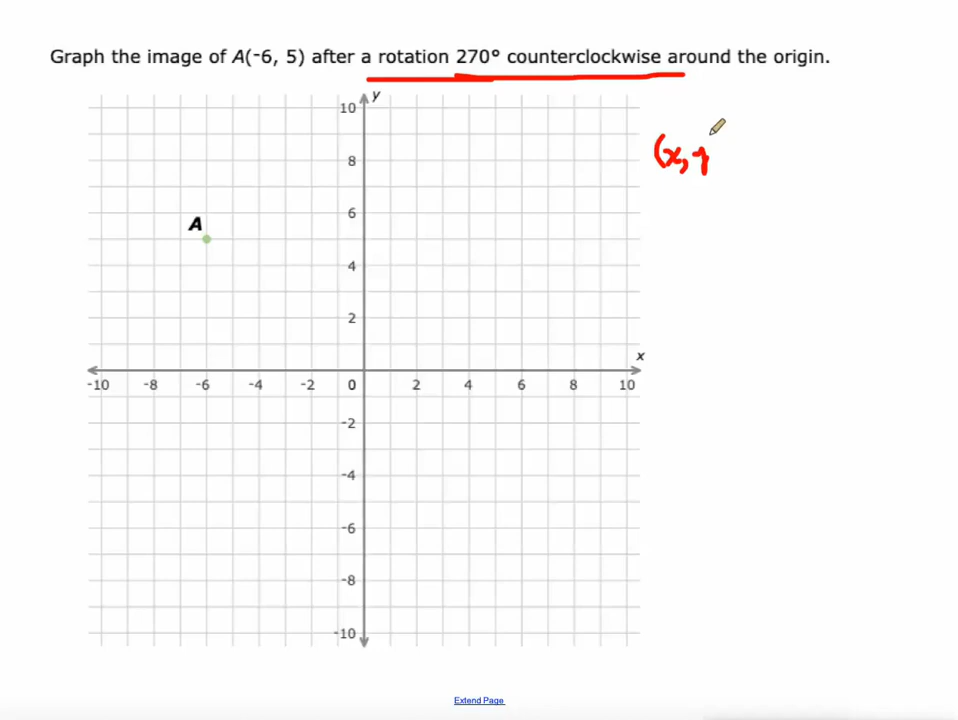 Graph the image of A(-6, 5) after a rotation 270° counterclockwise around the origin.
y
10
(x, y
8
A
6
4
2
x
-10 -8 -6 -4 -2 0 2 4 6 8 10
-2
-4
-6
-8
-10
Extend Page